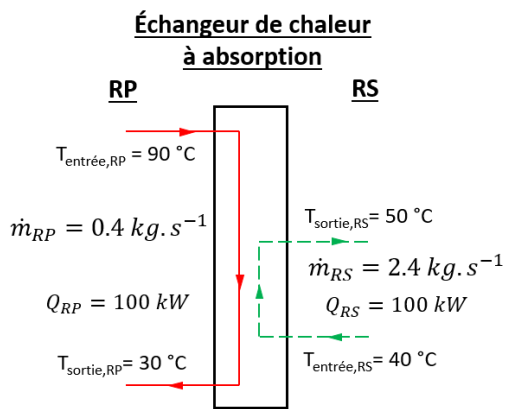 Échangeur de chaleur
à absorption
RP
RS
Tentrée,RP = 90 °C
Tsortie,RS= 50 °C
ṁRP = 0.4 kg.s−1
ṁRS = 2.4 kg.s−1
QRP = 100 kW
QRS = 100 kW
Tsortie,RP= 30 °C
Tentrée,RS= 40 °C